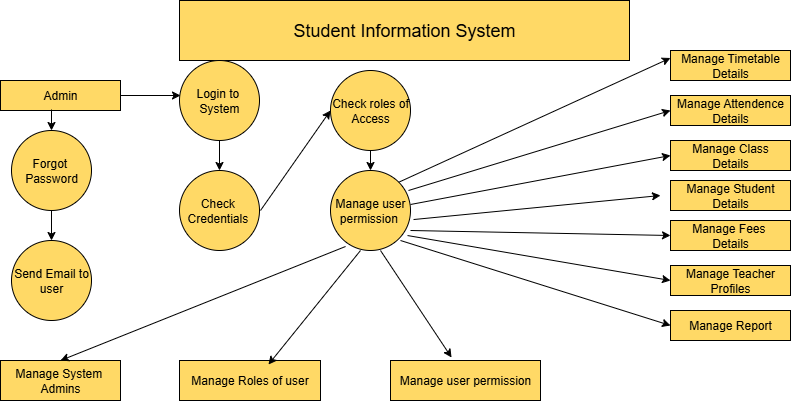 Student Information System
Admin
Login to
System
Check roles of
Access
Forgot
Password
Check
Credentials
Manage user
permission
Send Email to
user
Manage Timetable
Details
Manage Attendence
Details
Manage Class
Details
Manage Student
Details
Manage Fees
Details
Manage Teacher
Profiles
Manage Report
Manage System
Admins
Manage Roles of user
Manage user permission